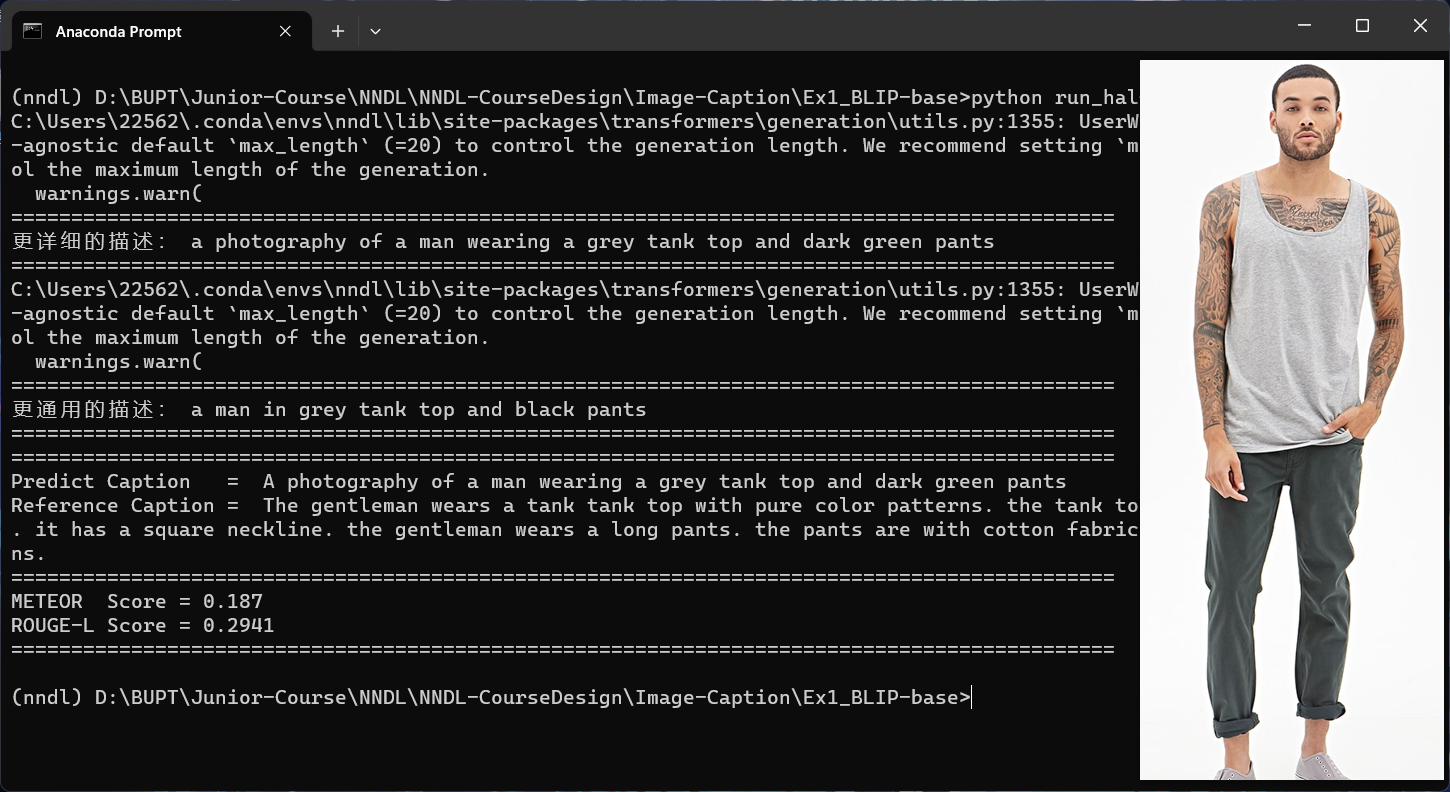 Anaconda Prompt
(nndl) D:\BUPT\Junior-Course\NNDL\NNDL-CourseDesign\Image-Caption\Ex1_BLIP-base>python run_hal
C:\Users\22562\.conda\envs\nndl\lib\site-packages\transformers\generation\utils.py:1355: UserW
-agnostic default `max_length` (=20) to control the generation length. We recommend setting `m
ol the maximum length of the generation.
warnings.warn(
============================================================================================
更详细的描述: a photography of a man wearing a grey tank top and dark green pants
============================================================================================
C:\Users\22562\.conda\envs\nndl\lib\site-packages\transformers\generation\utils.py:1355: UserW
-agnostic default `max_length` (=20) to control the generation length. We recommend setting `m
ol the maximum length of the generation.
warnings.warn(
============================================================================================
更通用的描述: a man in grey tank top and black pants
============================================================================================
============================================================================================
Predict Caption   =  A photography of a man wearing a grey tank top and dark green pants
Reference Caption =  The gentleman wears a tank tank top with pure color patterns. the tank to
. it has a square neckline. the gentleman wears a long pants. the pants are with cotton fabric
ns.
============================================================================================
METEOR  Score = 0.187
ROUGE-L Score = 0.2941
============================================================================================
(nndl) D:\BUPT\Junior-Course\NNDL\NNDL-CourseDesign\Image-Caption\Ex1_BLIP-base>